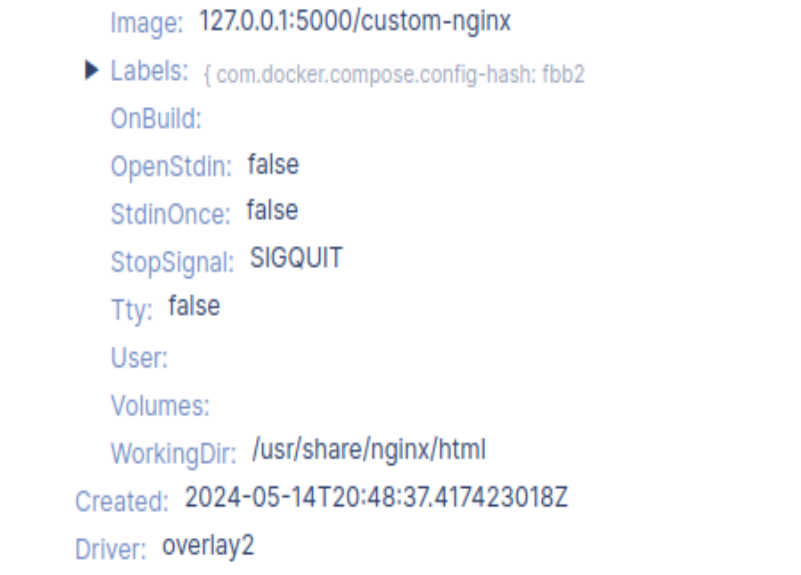 Image: 127.0.0.1:5000/custom-nginx
Labels: { com.docker.compose.config-hash: fbb2
OnBuild:
OpenStdin: false
StdinOnce: false
StopSignal: SIGQUIT
Tty: false
User:
Volumes:
WorkingDir: /usr/share/nginx/html
Created: 2024-05-14T20:48:37.417423018Z
Driver: overlay2